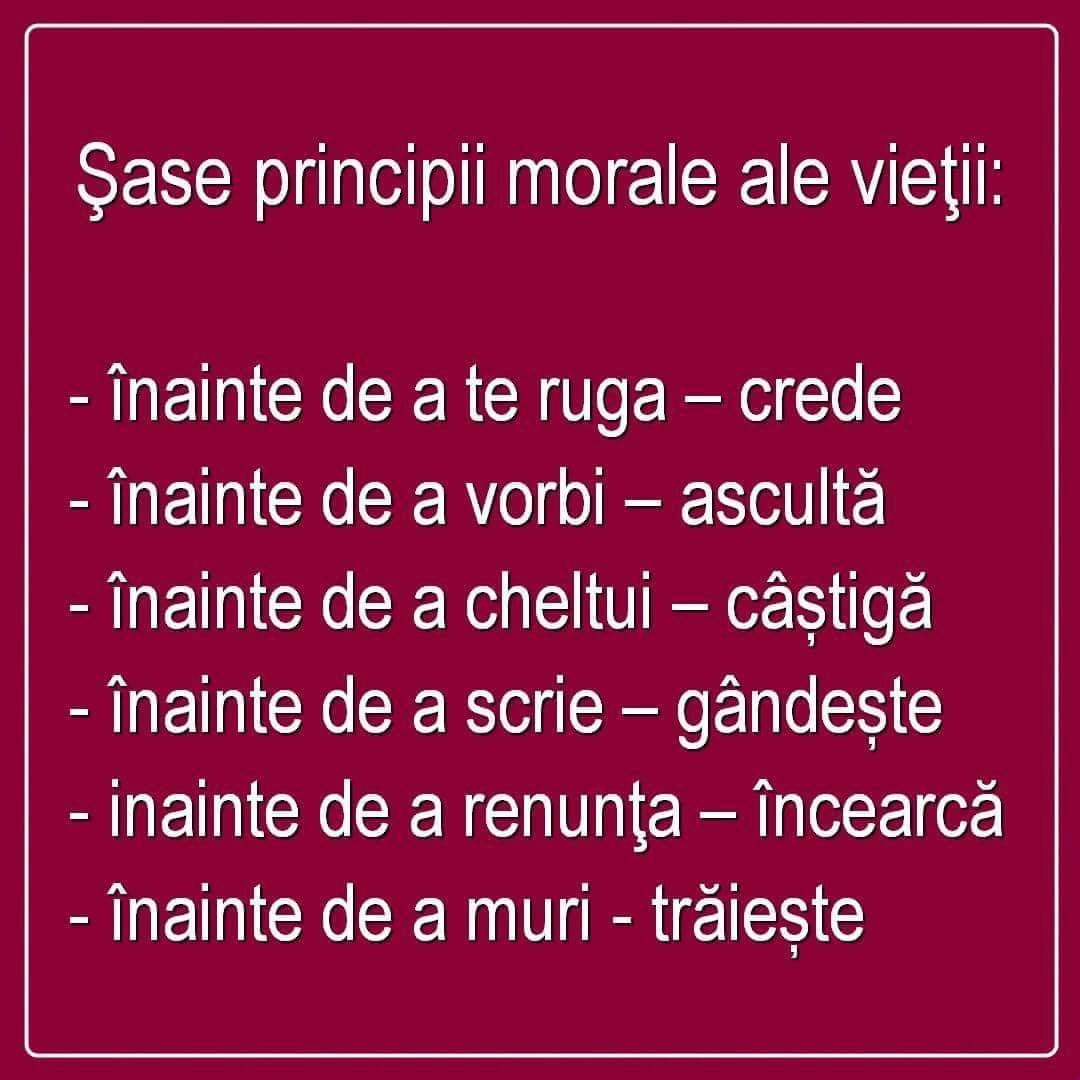 Şase principii morale ale vieţii:
- înainte de a te ruga – crede
- înainte de a vorbi – ascultă
- înainte de a cheltui – câștigă
- înainte de a scrie – gândește
- inainte de a renunţa – încearcă
- înainte de a muri - trăiește